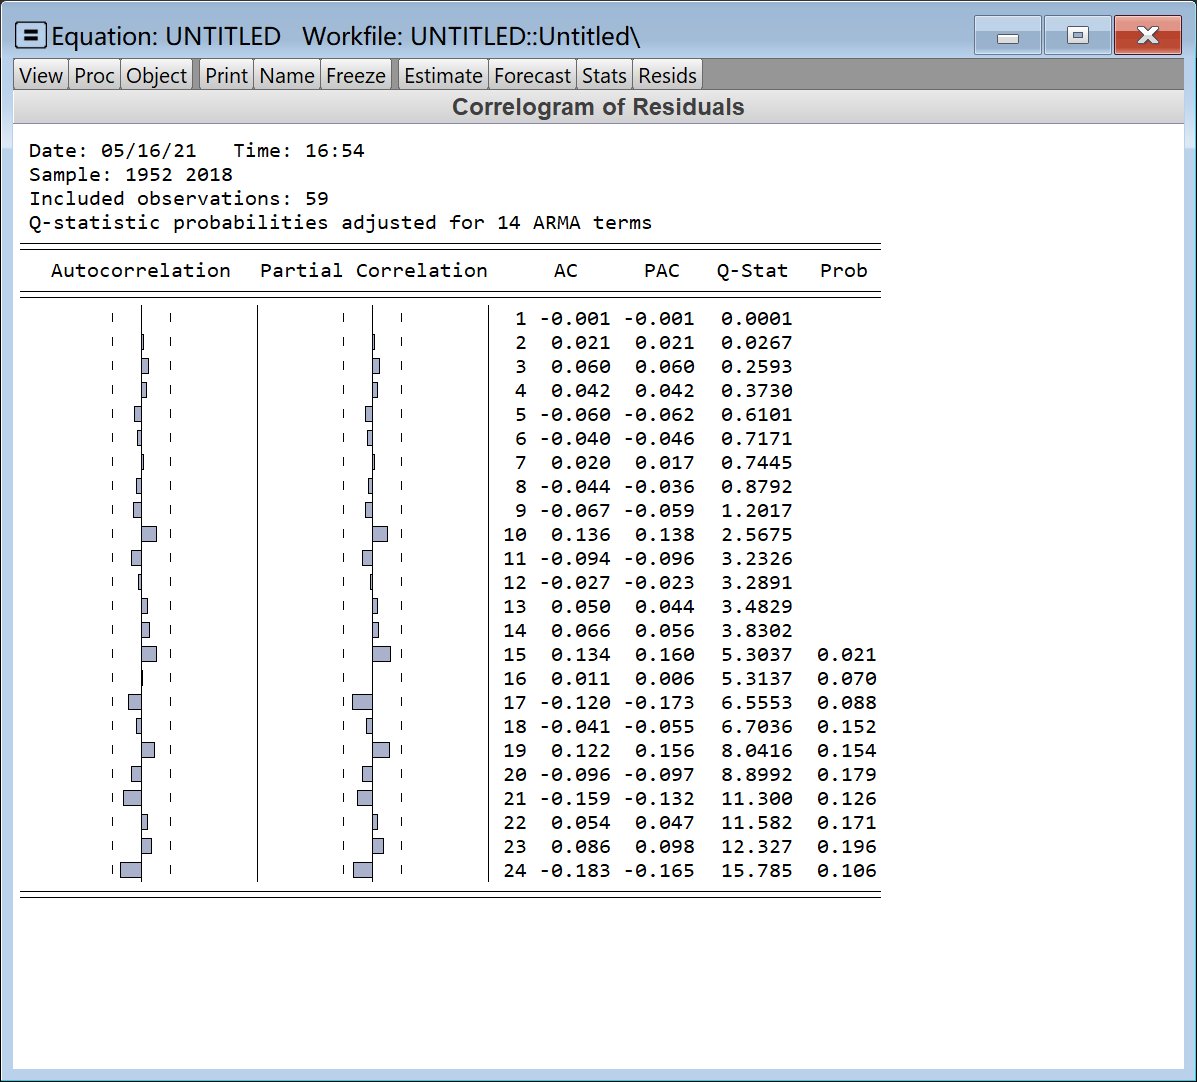 Equation: UNTITLED Workfile: UNTITLED::Untitled\
View Proc Object Print Name Freeze Estimate Forecast Stats Resids
Correlogram of Residuals
Date: 05/16/21 Time: 16:54
Sample: 1952 2018
Included observations: 59
Q-statistic probabilities adjusted for 14 ARMA terms
Autocorrelation Partial Correlation AC PAC Q-Stat Prob
1 -0.001 -0.001 0.0001
2 0.021 0.021 0.0267
3 0.060 0.060 0.2593
4 0.042 0.042 0.3730
5 -0.060 -0.062 0.6101
6 -0.040 -0.046 0.7171
7 0.020 0.017 0.7445
8 -0.044 -0.036 0.8792
9 -0.067 -0.059 1.2017
10 0.136 0.138 2.5675
11 -0.094 -0.096 3.2326
12 -0.027 -0.023 3.2891
13 0.050 0.044 3.4829
14 0.066 0.056 3.8302
15 0.134 0.160 5.3037 0.021
16 0.011 0.006 5.3137 0.070
17 -0.120 -0.173 6.5553 0.088
18 -0.041 -0.055 6.7036 0.152
19 0.122 0.156 8.0416 0.154
20 -0.096 -0.097 8.8992 0.179
21 -0.159 -0.132 11.300 0.126
22 0.054 0.047 11.582 0.171
23 0.086 0.098 12.327 0.196
24 -0.183 -0.165 15.785 0.106